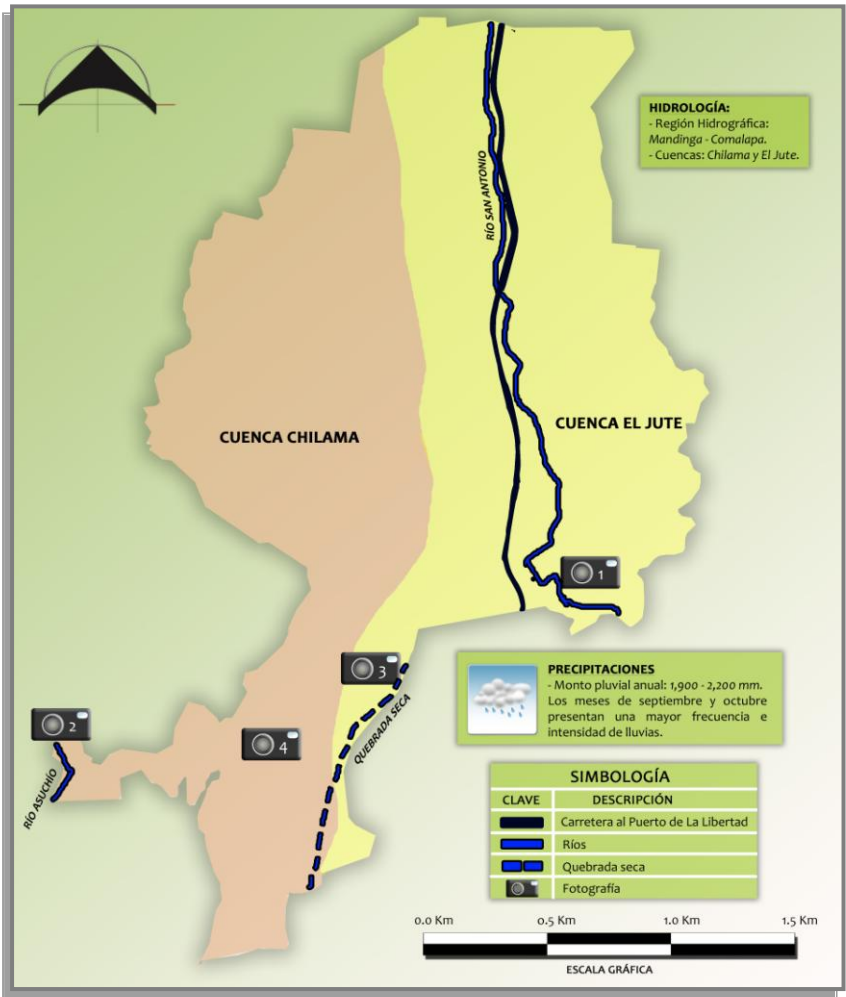 HIDROLOGÍA:
- Región Hidrográfica:
Mandinga - Comalapa.
- Cuencas: Chilama y El Jute.
RÍO SAN ANTONIO
CUENCA CHILAMA
CUENCA EL JUTE
1
3
2
4
QUEBRADA SECA
RÍO ASUCHÍO
PRECIPITACIONES
- Monto pluvial anual: 1,900 - 2,200 mm.
Los meses de septiembre y octubre
presentan una mayor frecuencia e
intensidad de lluvias.
SIMBOLOGÍA
CLAVE DESCRIPCIÓN
Carretera al Puerto de La Libertad
Ríos
Quebrada seca
Fotografía
0.0 Km 0.5 Km 1.0 Km 1.5 Km
ESCALA GRÁFICA